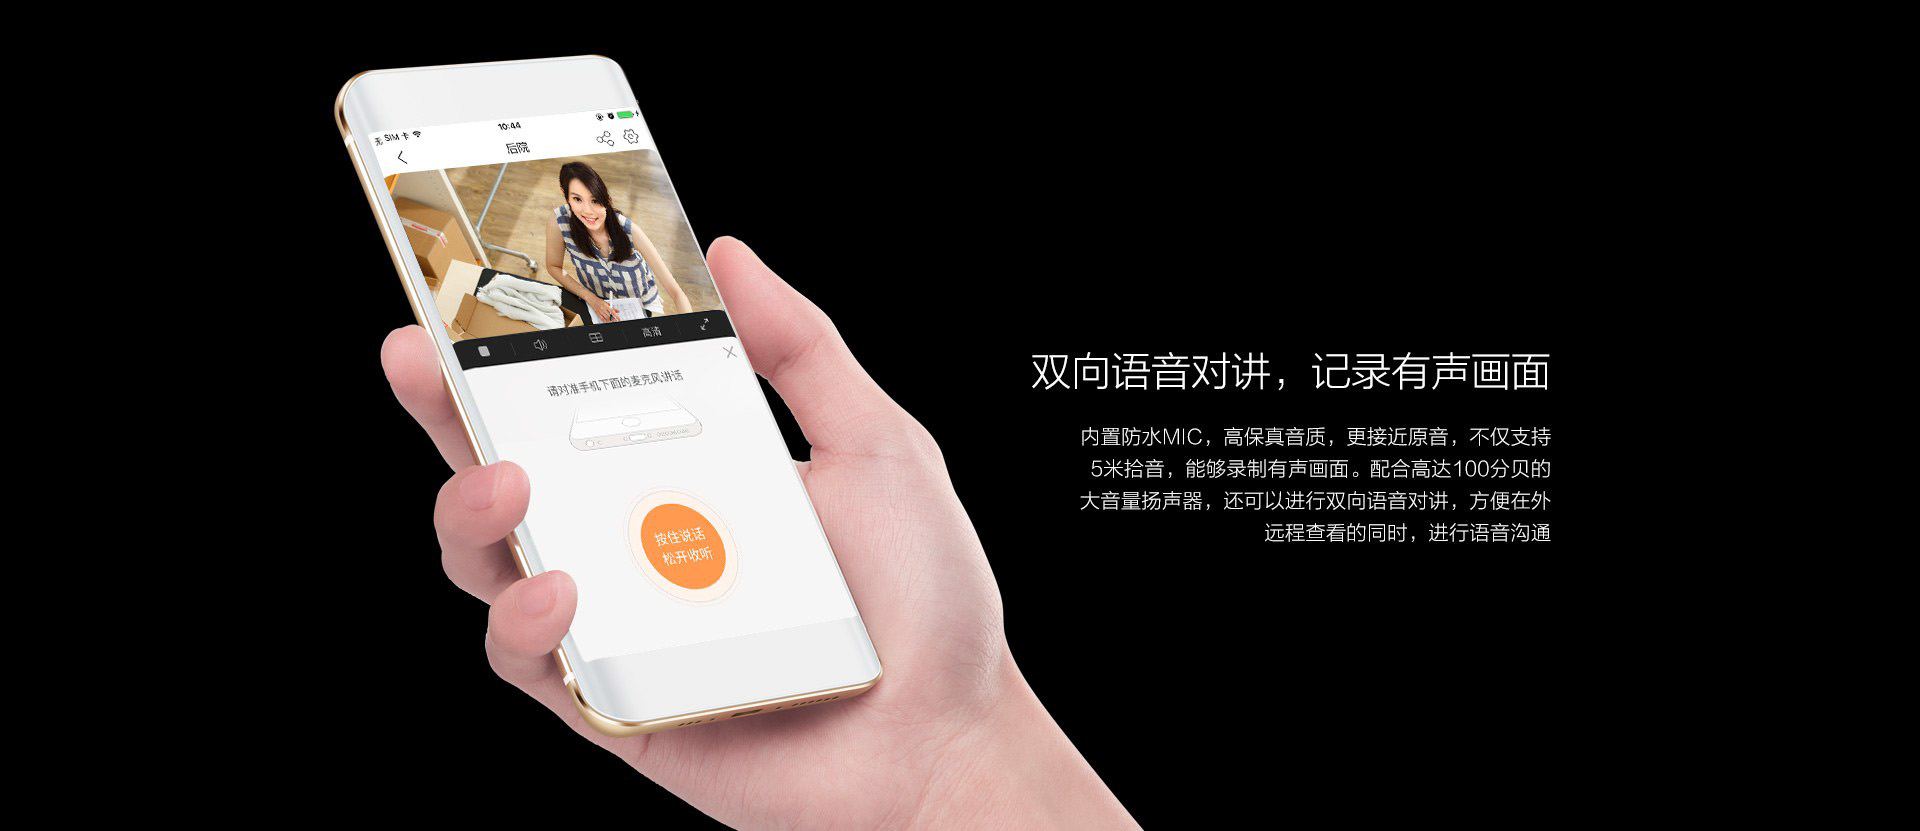 无 SIM 卡
10:44
后院
高清
请对准手机下面的麦克风讲话
按住说话
松开收听
双向语音对讲，记录有声画面
内置防水MIC，高保真音质，更接近原音，不仅支持
5米拾音，能够录制有声画面。配合高达100分贝的
大音量扬声器，还可以进行双向语音对讲，方便在外
远程查看的同时，进行语音沟通